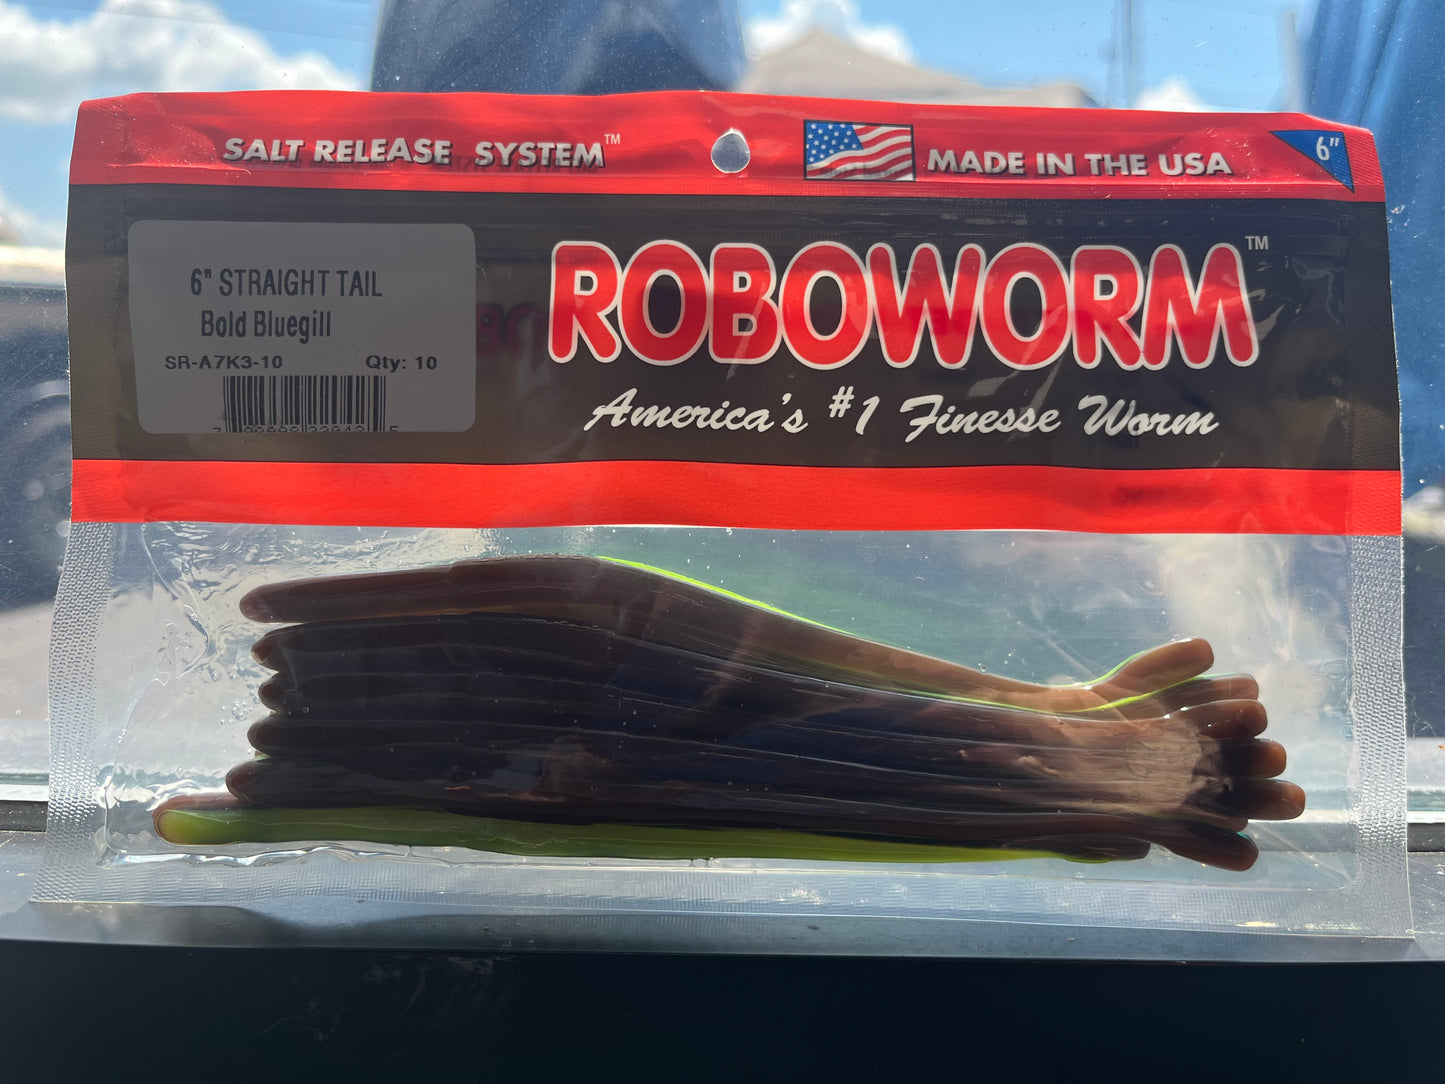 SALT RELEASE SYSTEM™
MADE IN THE USA
6"
6" STRAIGHT TAIL
Bold Bluegill
SR-A7K3-10 Qty: 10
ROBOWORM™
America's #1 Finesse Worm